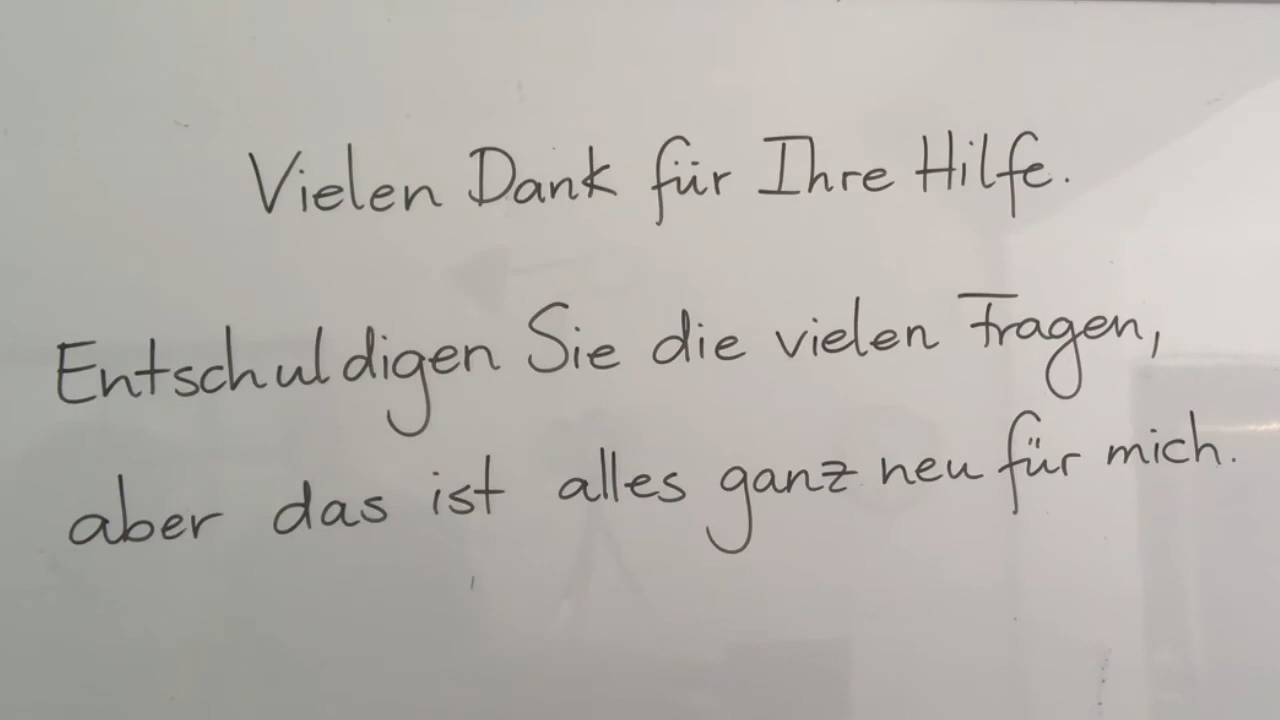 Vielen Dank für Ihre Hilfe.
Entschuldigen Sie die vielen Fragen,
aber das ist alles ganz neu für mich.